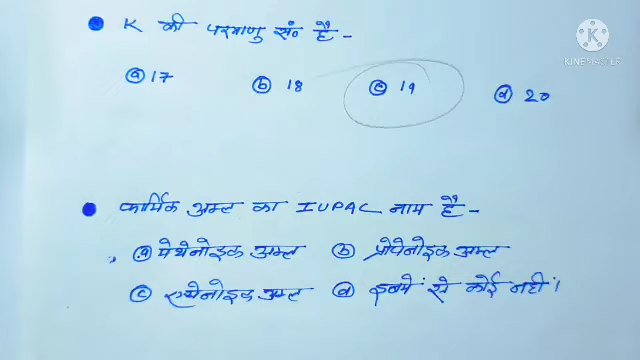 K की परमाणु सं० है -
(a) 17 (b) 18 (c) 19 (d) 20
K
KINEMASTER
फार्मिक अम्ल का IUPAC नाम है -
(a) मेथेनोइक अम्ल (b) प्रोपेनोइक अम्ल
(c) एथेनोइक अम्ल (d) इनमें से कोई नहीं।